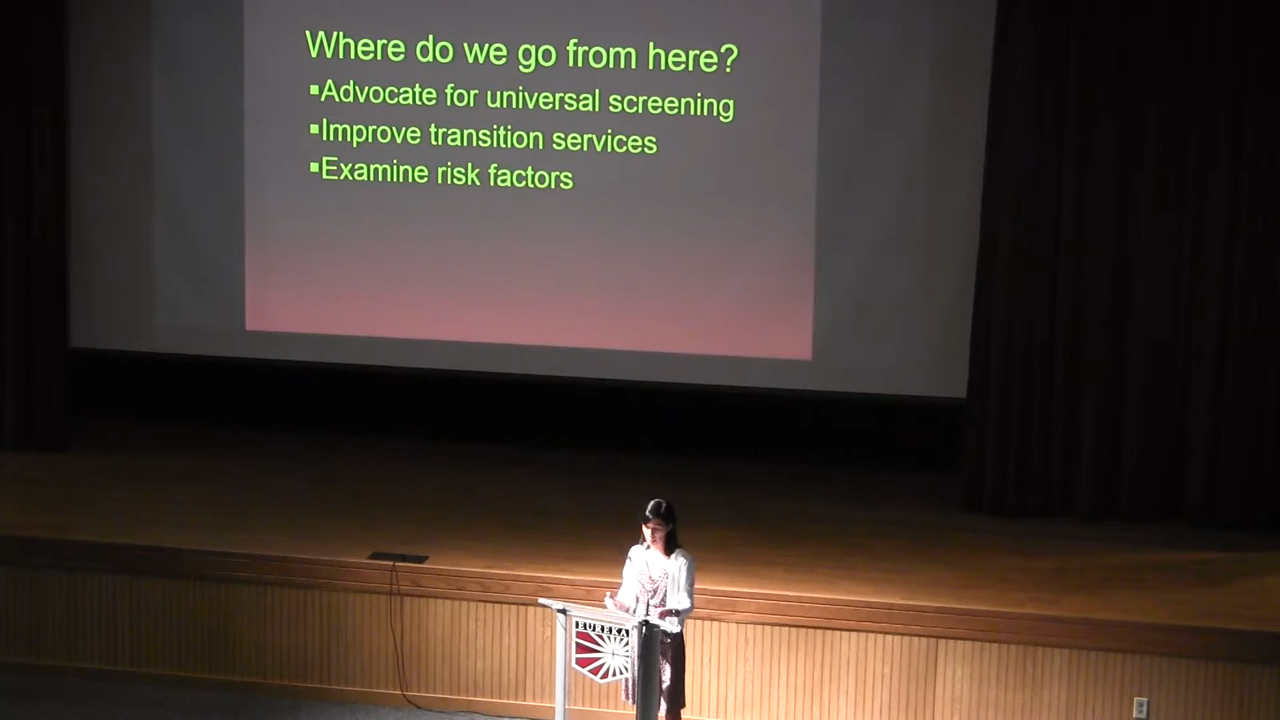 Where do we go from here?
▪Advocate for universal screening
▪Improve transition services
▪Examine risk factors
EUREKA